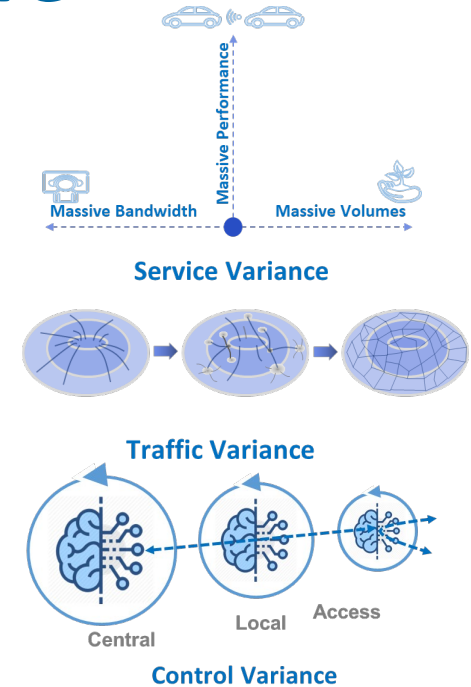 Massive Performance
Massive Bandwidth
Massive Volumes
Service Variance
Traffic Variance
Central
Local
Access
Control Variance